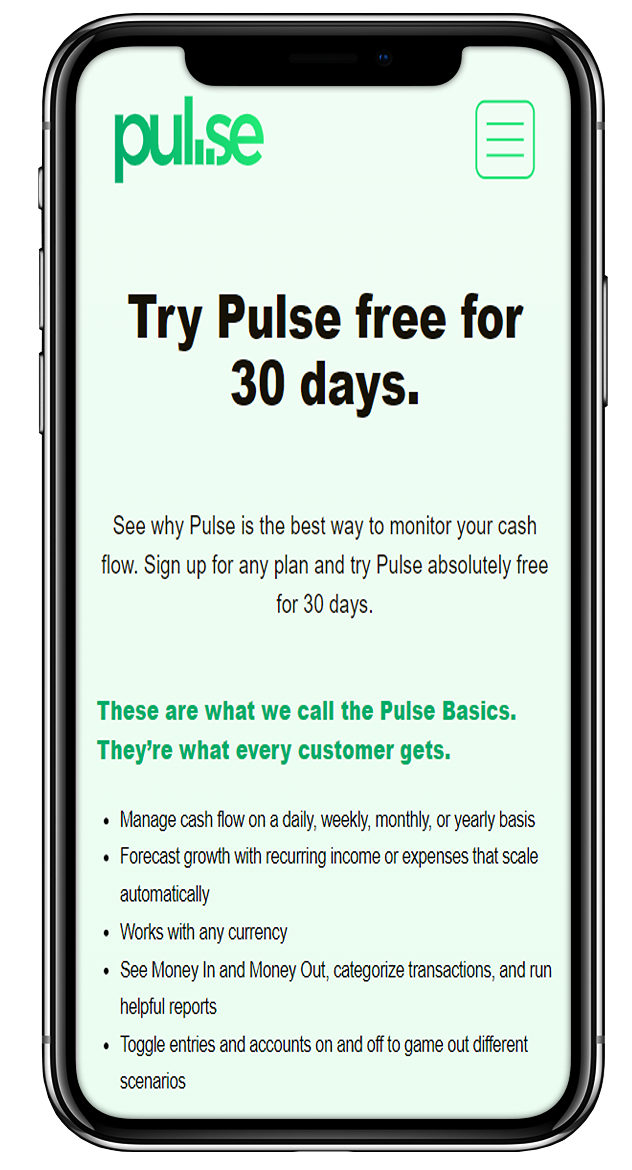 pulse
Try Pulse free for
30 days.
See why Pulse is the best way to monitor your cash
flow. Sign up for any plan and try Pulse absolutely free
for 30 days.
These are what we call the Pulse Basics.
They’re what every customer gets.
• Manage cash flow on a daily, weekly, monthly, or yearly basis
• Forecast growth with recurring income or expenses that scale
automatically
• Works with any currency
• See Money In and Money Out, categorize transactions, and run
helpful reports
• Toggle entries and accounts on and off to game out different
scenarios